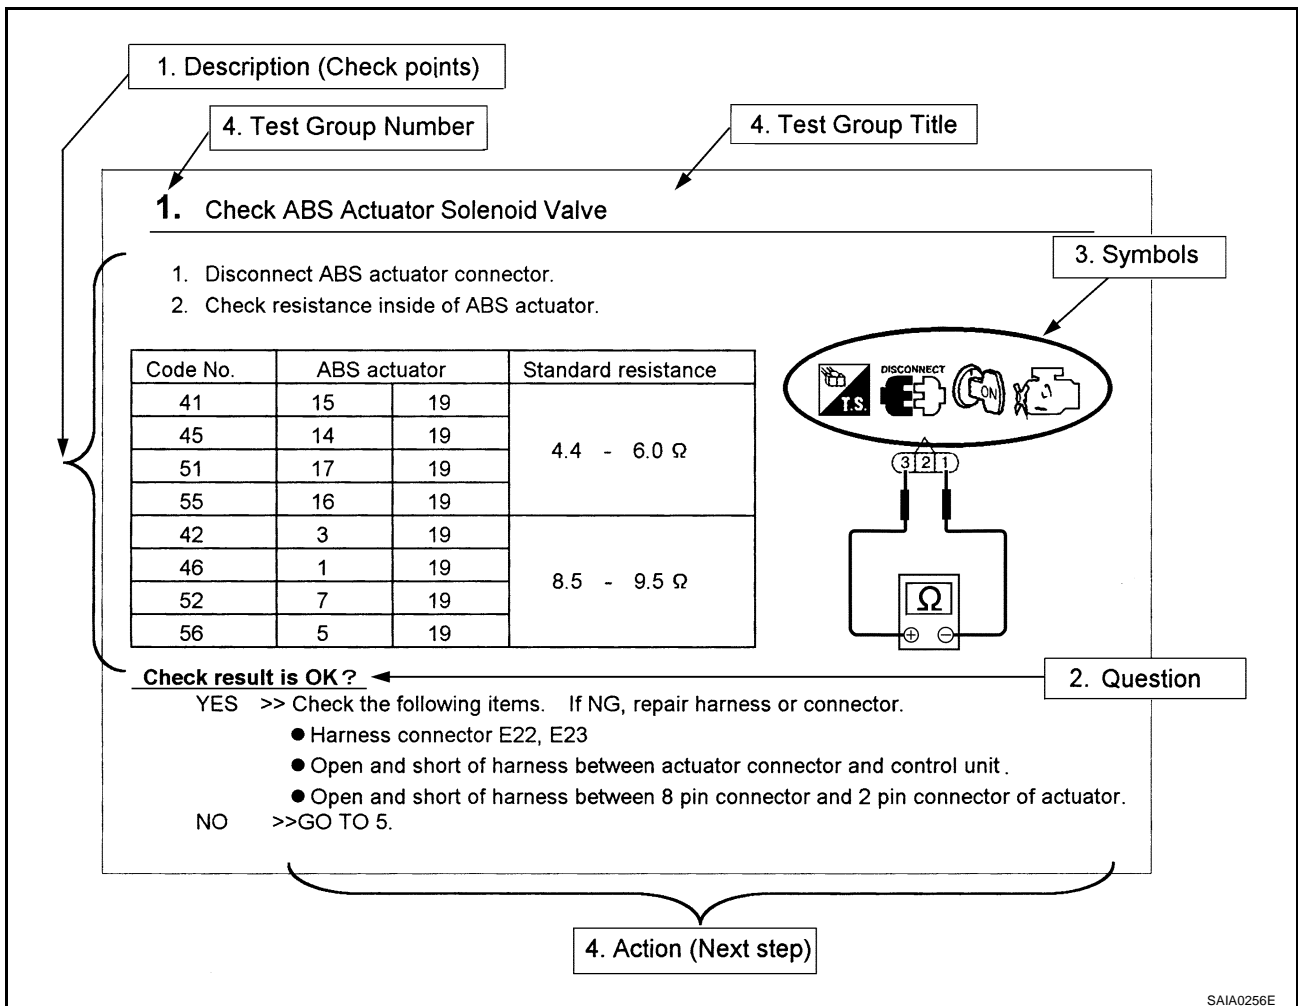 1. Description (Check points)
4. Test Group Number
4. Test Group Title
1. Check ABS Actuator Solenoid Valve
3. Symbols
1. Disconnect ABS actuator connector.
2. Check resistance inside of ABS actuator.
Code No. ABS actuator Standard resistance
41 15 19
45 14 19
51 17 19
55 16 19
4.4 - 6.0 Ω
42 3 19
46 1 19
52 7 19
56 5 19
8.5 - 9.5 Ω
DISCONNECT
T.S.
ON
3 2 1
Ω
+ −
Check result is OK?
2. Question
YES >> Check the following items. If NG, repair harness or connector.
● Harness connector E22, E23
● Open and short of harness between actuator connector and control unit.
● Open and short of harness between 8 pin connector and 2 pin connector of actuator.
NO >>GO TO 5.
4. Action (Next step)
SAIA0256E